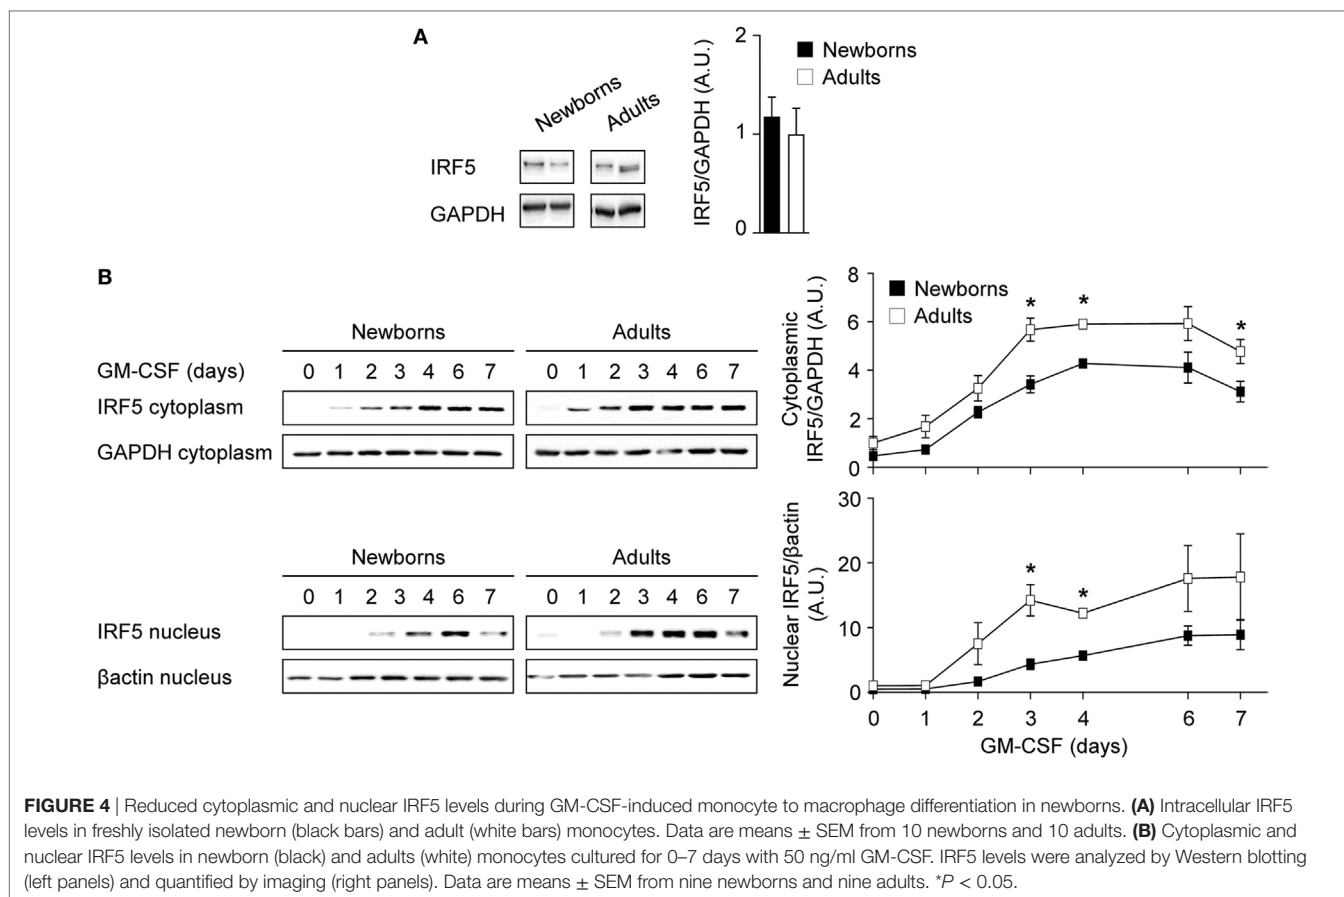 A
Newborns
Adults
IRF5
GAPDH
IRF5/GAPDH (A.U.)
2
1
0
Newborns
Adults
B
Newborns
Adults
GM-CSF (days)
0 1 2 3 4 6 7
0 1 2 3 4 6 7
IRF5 cytoplasm
GAPDH cytoplasm
Cytoplasmic
IRF5/GAPDH (A.U.)
8
6
4
2
0
Newborns
Adults
*
*
*
Newborns
Adults
0 1 2 3 4 6 7
0 1 2 3 4 6 7
IRF5 nucleus
βactin nucleus
Nuclear IRF5/βactin
(A.U.)
30
20
10
0
*
*
0 1 2 3 4 6 7
GM-CSF (days)
FIGURE 4 | Reduced cytoplasmic and nuclear IRF5 levels during GM-CSF-induced monocyte to macrophage differentiation in newborns. (A) Intracellular IRF5
levels in freshly isolated newborn (black bars) and adult (white bars) monocytes. Data are means ± SEM from 10 newborns and 10 adults. (B) Cytoplasmic and
nuclear IRF5 levels in newborn (black) and adults (white) monocytes cultured for 0–7 days with 50 ng/ml GM-CSF. IRF5 levels were analyzed by Western blotting
(left panels) and quantified by imaging (right panels). Data are means ± SEM from nine newborns and nine adults. *P < 0.05.